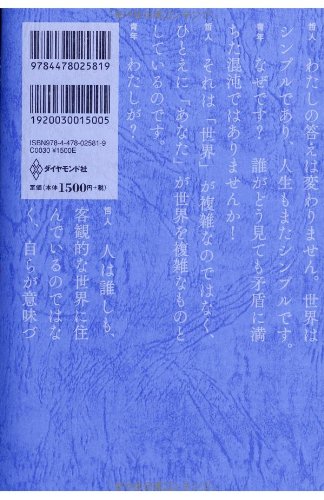 哲人　わたしの答えは変わりません。世界は
シンプルであり、人生もまたシンプルです。
青年　なぜです？　誰がどう見ても矛盾に満
ちた混沌ではありませんか！
哲人　それは「世界」が複雑なのではなく、
ひとえに「あなた」が世界を複雑なものと
しているのです。
青年　わたしが？
哲人　人は誰しも、
客観的な世界に住
んでいるのではな
く、自らが意味づ
9784478025819
1920030015005
ISBN978-4-478-02581-9
C0030 ¥1500E
ダイヤモンド社
定価(本体1500円+税)